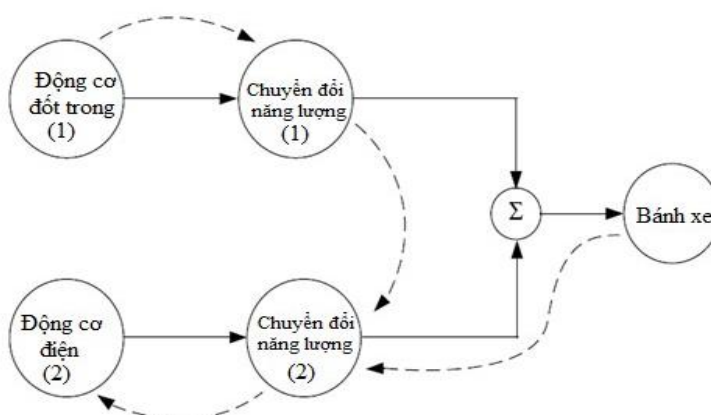 Động cơ
đốt trong
(1)
Chuyển đổi
năng lượng
(1)
Σ
Bánh xe
Động cơ
điện
(2)
Chuyển đổi
năng lượng
(2)